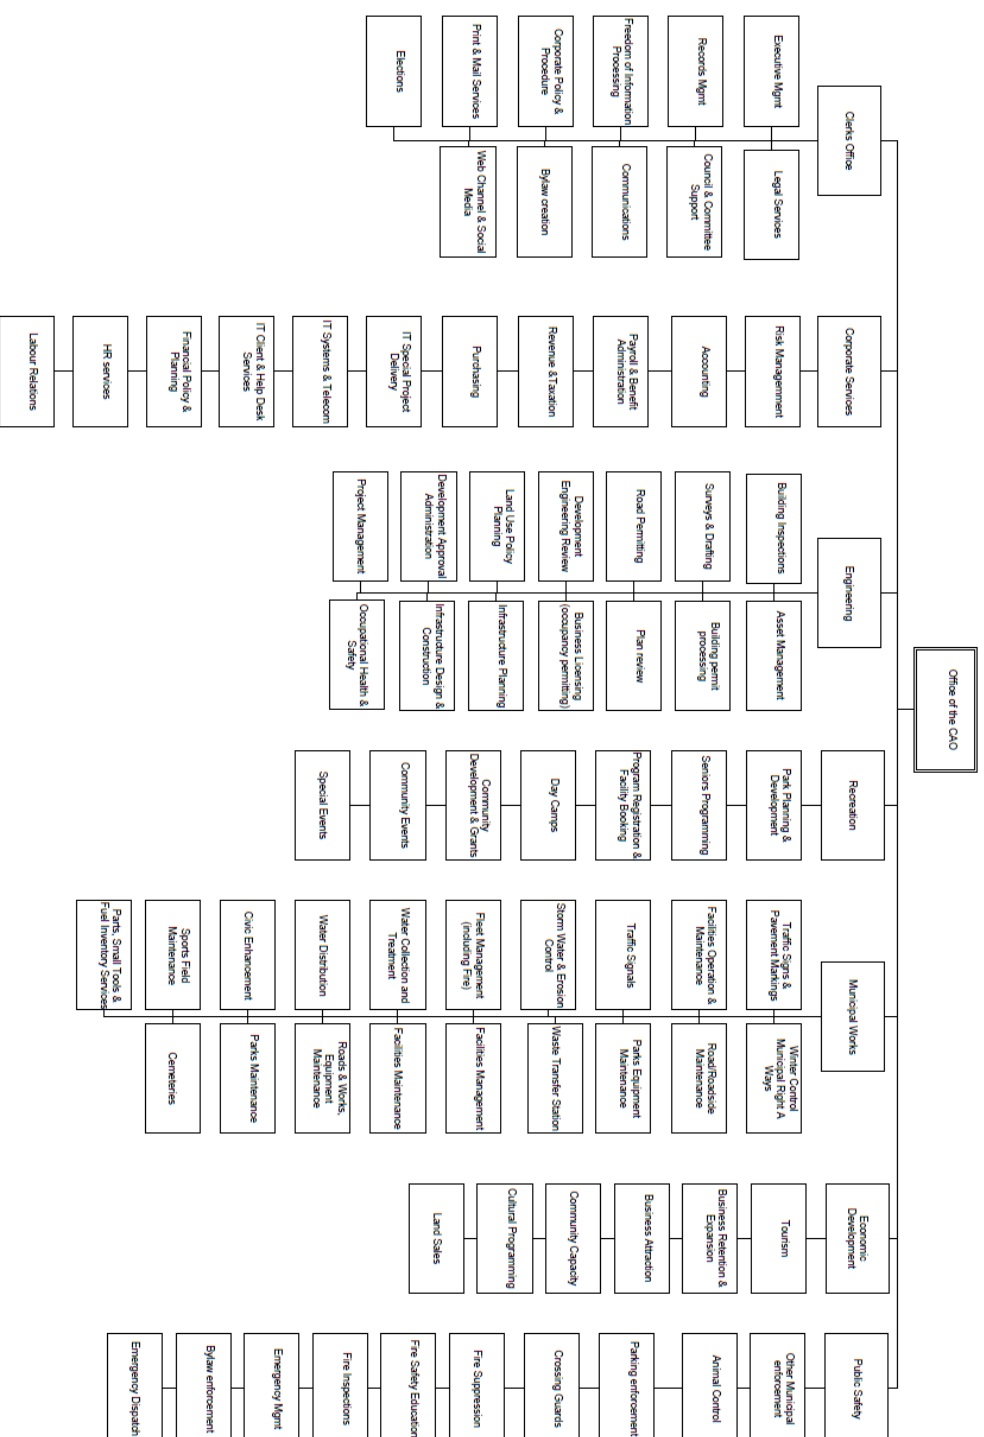 Office of the CAO
Clerks Office
Executive Mgmt
Legal Services
Records Mgmt
Council & Committee
Support
Freedom of Information
Processing
Communications
Corporate Policy &
Procedure
Bylaw creation
Print & Mail Services
Web Channel & Social
Media
Elections
Corporate Services
Risk Managemment
Accounting
Payroll & Benefit
Administration
Revenue &Taxation
Purchasing
IT Special Project
Delivery
IT Systems & Telecom
IT Client & Help Desk
Services
Financial Policy &
Planning
HR services
Labour Relations
Engineering
Building Inspections
Asset Management
Surveys & Drafting
Building permit
processing
Road Permitting
Plan review
Development
Engineering Review
Business Licensing
(occupancy permitting)
Land Use Policy
Planning
Infrastructure Planning
Development Approval
Administration
Infrastructure Design &
Construction
Project Management
Occupational Health &
Safety
Recreation
Park Planning &
Development
Seniors Programming
Program Registration &
Facility Booking
Day Camps
Community
Development & Grants
Community Events
Special Events
Municipal Works
Traffic Signs &
Pavement Markings
Winter Control
Municipal Right A
Ways
Facilities Operation &
Maintenance
Road/Roadside
Maintenance
Traffic Signals
Parks Equipment
Maintenance
Storm Water & Erosion
Control
Waste Transfer Station
Fleet Management
(including Fire)
Facilities Management
Water Collection and
Treatment
Facilities Maintenance
Water Distribution
Roads & Works,
Equipment
Maintenance
Civic Enhancement
Parks Maintenance
Sports Field
Maintenance
Cemeteries
Parts, Small Tools &
Fuel Inventory Services
Economic
Development
Tourism
Business Retention &
Expansion
Business Attraction
Community Capacity
Cultural Programming
Land Sales
Public Safety
Other Municipal
enforcement
Animal Control
Parking enforcement
Crossing Guards
Fire Suppression
Fire Safety Education
Fire Inspections
Emergency Mgmt
Bylaw enforcement
Emergency Dispatch